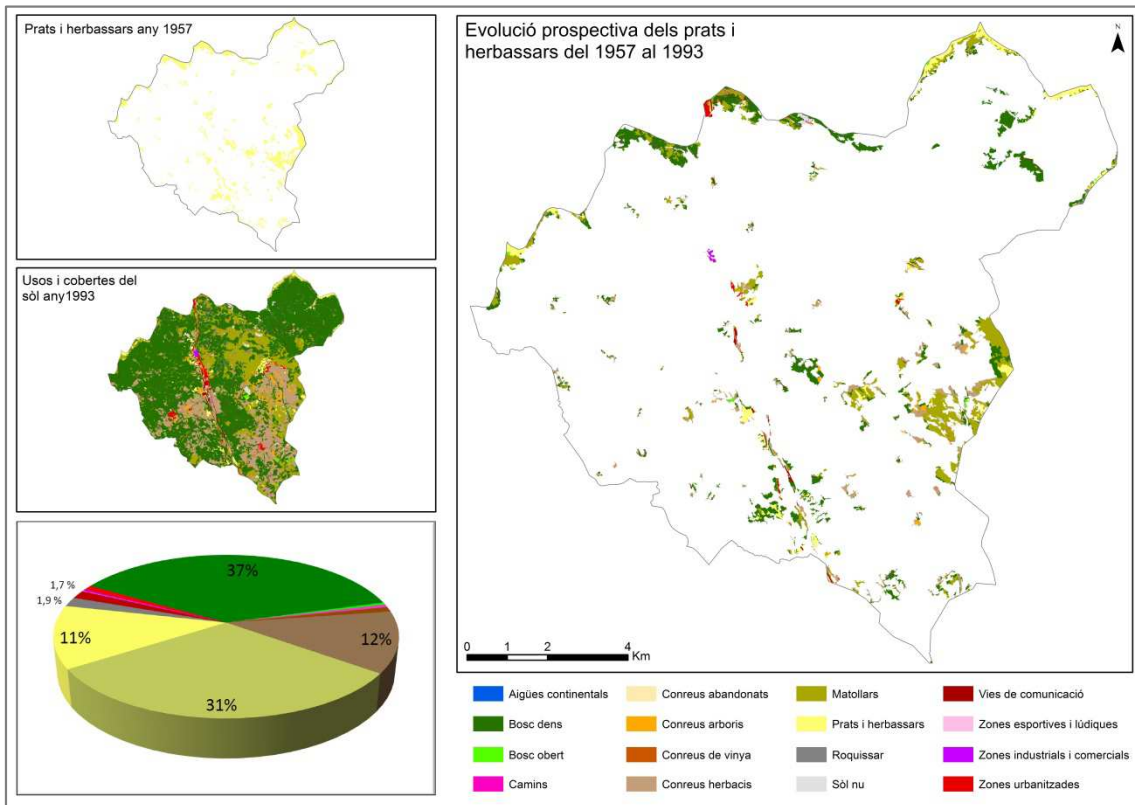 Prats i herbassars any 1957
Usos i cobertes del
sòl any1993
37%
1,7 %
1,9 %
11%
12%
31%
Evolució prospectiva dels prats i
herbassars del 1957 al 1993
N
0 1 2 4
Km
Aigües continentals
Bosc dens
Bosc obert
Camins
Conreus abandonats
Conreus arboris
Conreus de vinya
Conreus herbacis
Matollars
Prats i herbassars
Roquissar
Sòl nu
Vies de comunicació
Zones esportives i lúdiques
Zones industrials i comercials
Zones urbanitzades